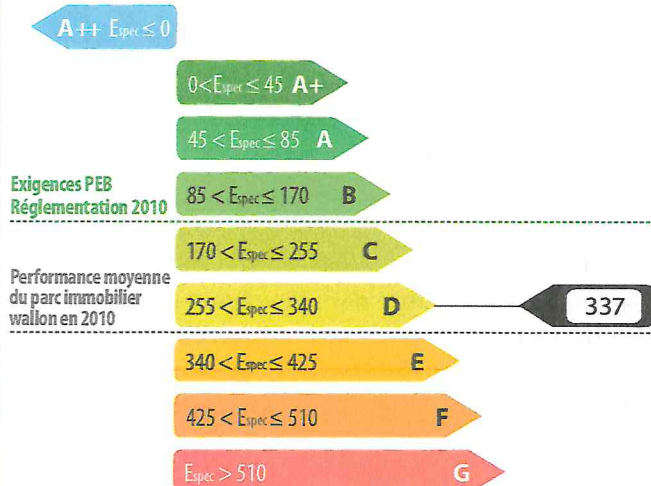 A++ Espec ≤ 0
0 < Espec ≤ 45 A+
45 < Espec ≤ 85 A
Exigences PEB
Réglementation 2010
85 < Espec ≤ 170 B
170 < Espec ≤ 255 C
Performance moyenne
du parc immobilier
wallon en 2010
255 < Espec ≤ 340 D
337
340 < Espec ≤ 425 E
425 < Espec ≤ 510 F
Espec > 510 G